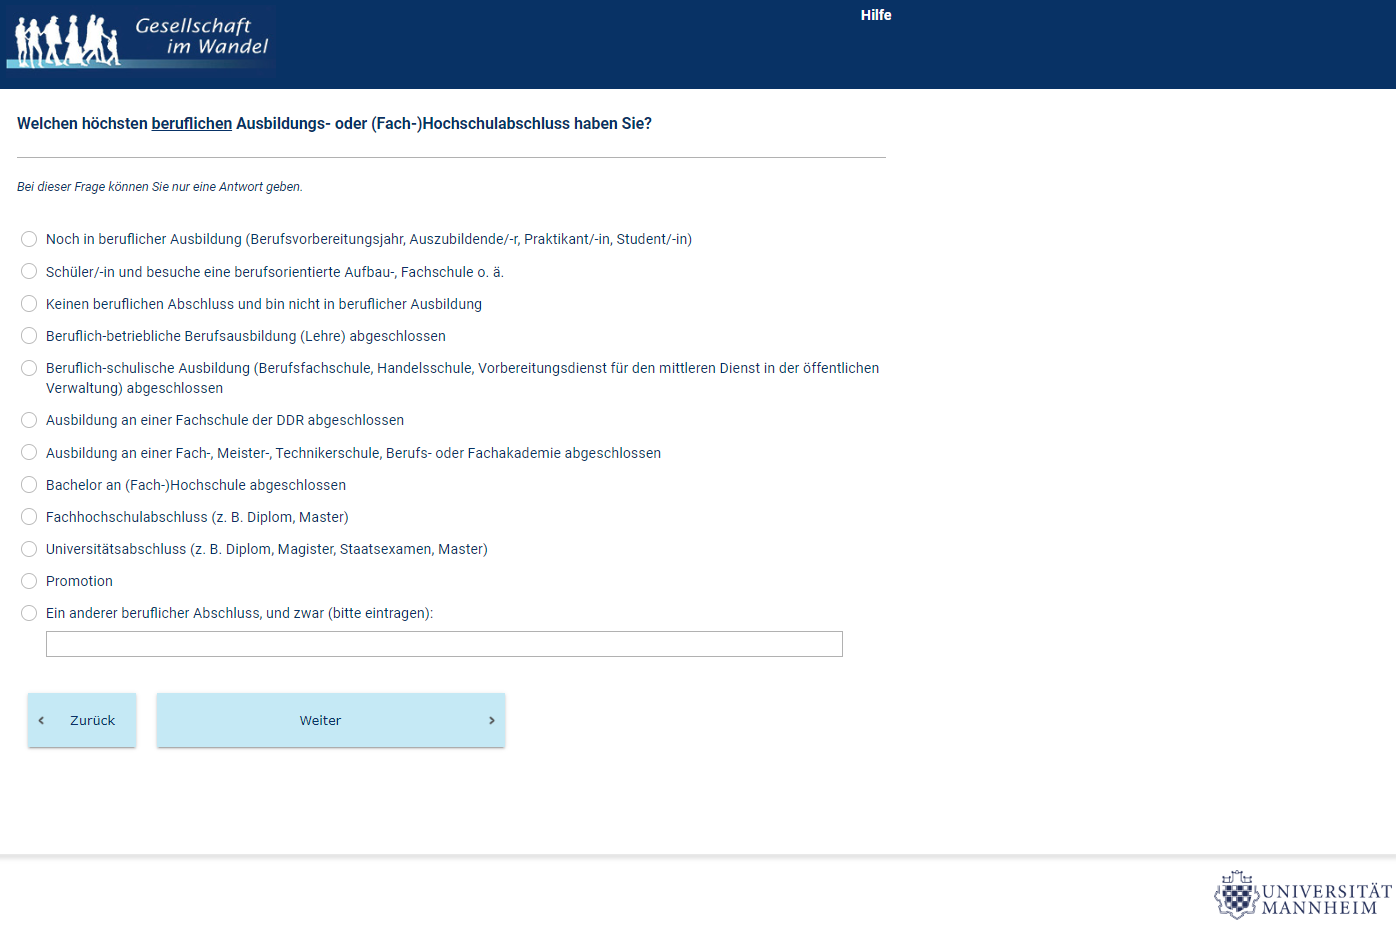 Gesellschaft
im Wandel
Hilfe
Welchen höchsten beruflichen Ausbildungs- oder (Fach-)Hochschulabschluss haben Sie?
Bei dieser Frage können Sie nur eine Antwort geben.
Noch in beruflicher Ausbildung (Berufsvorbereitungsjahr, Auszubildende/-r, Praktikant/-in, Student/-in)
Schüler/-in und besuche eine berufsorientierte Aufbau-, Fachschule o. ä.
Keinen beruflichen Abschluss und bin nicht in beruflicher Ausbildung
Beruflich-betriebliche Berufsausbildung (Lehre) abgeschlossen
Beruflich-schulische Ausbildung (Berufsfachschule, Handelsschule, Vorbereitungsdienst für den mittleren Dienst in der öffentlichen
Verwaltung) abgeschlossen
Ausbildung an einer Fachschule der DDR abgeschlossen
Ausbildung an einer Fach-, Meister-, Technikerschule, Berufs- oder Fachakademie abgeschlossen
Bachelor an (Fach-)Hochschule abgeschlossen
Fachhochschulabschluss (z. B. Diplom, Master)
Universitätsabschluss (z. B. Diplom, Magister, Staatsexamen, Master)
Promotion
Ein anderer beruflicher Abschluss, und zwar (bitte eintragen):
Zurück
Weiter
UNIVERSITÄT
MANNHEIM